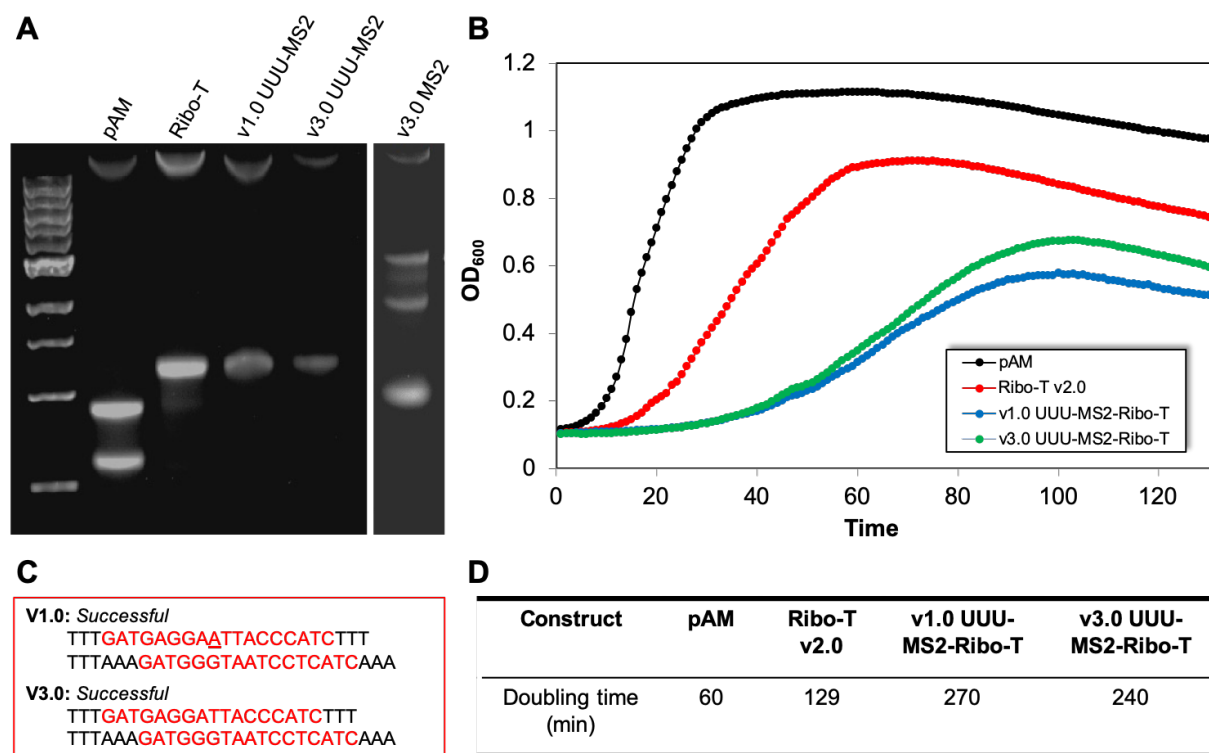 A
pAM
Ribo-T
v1.0 UUU-MS2
v3.0 UUU-MS2
v3.0 MS2
B
1.2
1
0.8
0.6
0.4
0.2
0
OD600
0 20 40 60 80 100 120
Time
pAM
Ribo-T v2.0
v1.0 UUU-MS2-Ribo-T
v3.0 UUU-MS2-Ribo-T
C
V1.0: Successful
TTTGATGAGGAATTACCCATCTTT
TTTAAAGATGGGTAATCCTCATCAAA
V3.0: Successful
TTTGATGAGGATTACCCATCTTT
TTTAAAGATGGGTAATCCTCATCAAA
D
Construct pAM Ribo-T v1.0 UUU- v3.0 UUU-
v2.0 MS2-Ribo-T MS2-Ribo-T
Doubling time 60 129 270 240
(min)